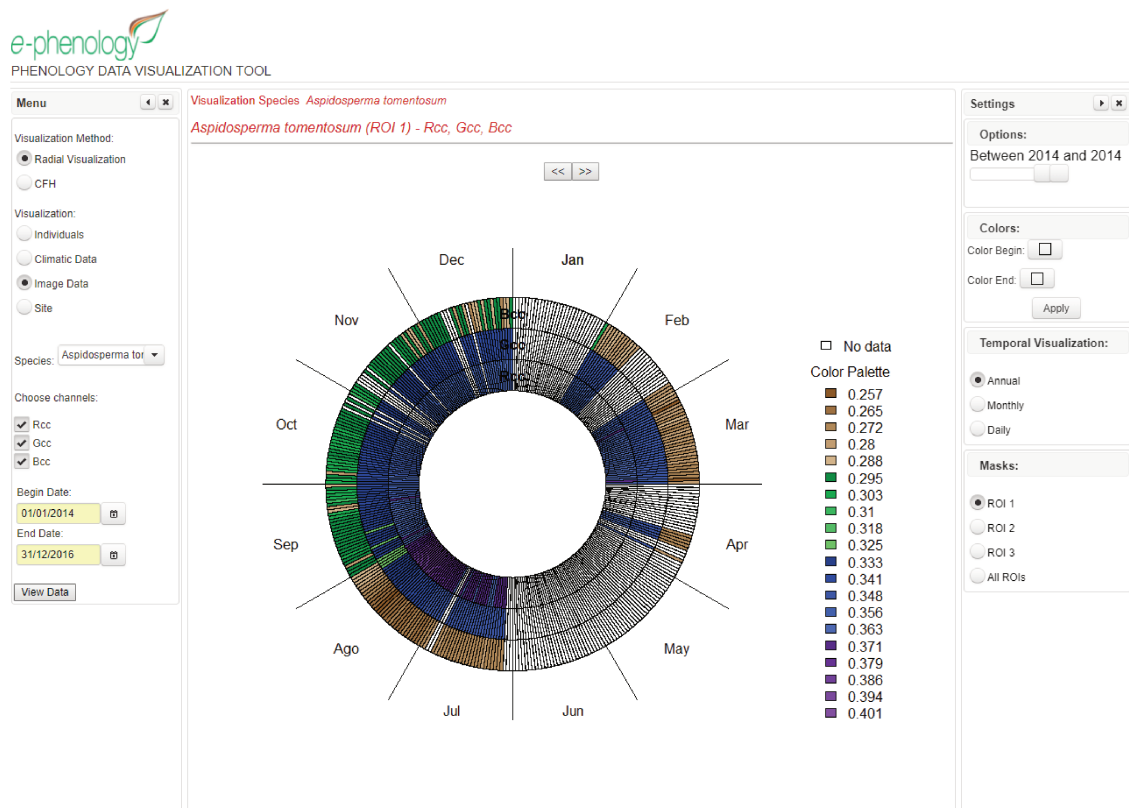 e-phenology
PHENOLOGY DATA VISUALIZATION TOOL
Menu
Visualization Method:
Radial Visualization
CFH
Visualization:
Individuals
Climatic Data
Image Data
Site
Species: Aspidosperma tor
Choose channels:
Rcc
Gcc
Bcc
Begin Date:
01/01/2014
End Date:
31/12/2016
View Data
Visualization Species Aspidosperma tomentosum
Aspidosperma tomentosum (ROI 1) - Rcc, Gcc, Bcc
<< >>
Dec
Jan
Nov
Feb
Oct
Mar
Sep
Apr
Ago
May
Jul
Jun
Bcc
Gcc
Rcc
No data
Color Palette
0.257
0.265
0.272
0.28
0.288
0.295
0.303
0.31
0.318
0.325
0.333
0.341
0.348
0.356
0.363
0.371
0.379
0.386
0.394
0.401
Settings
Options:
Between 2014 and 2014
Colors:
Color Begin:
Color End:
Apply
Temporal Visualization:
Annual
Monthly
Daily
Masks:
ROI 1
ROI 2
ROI 3
All ROIs